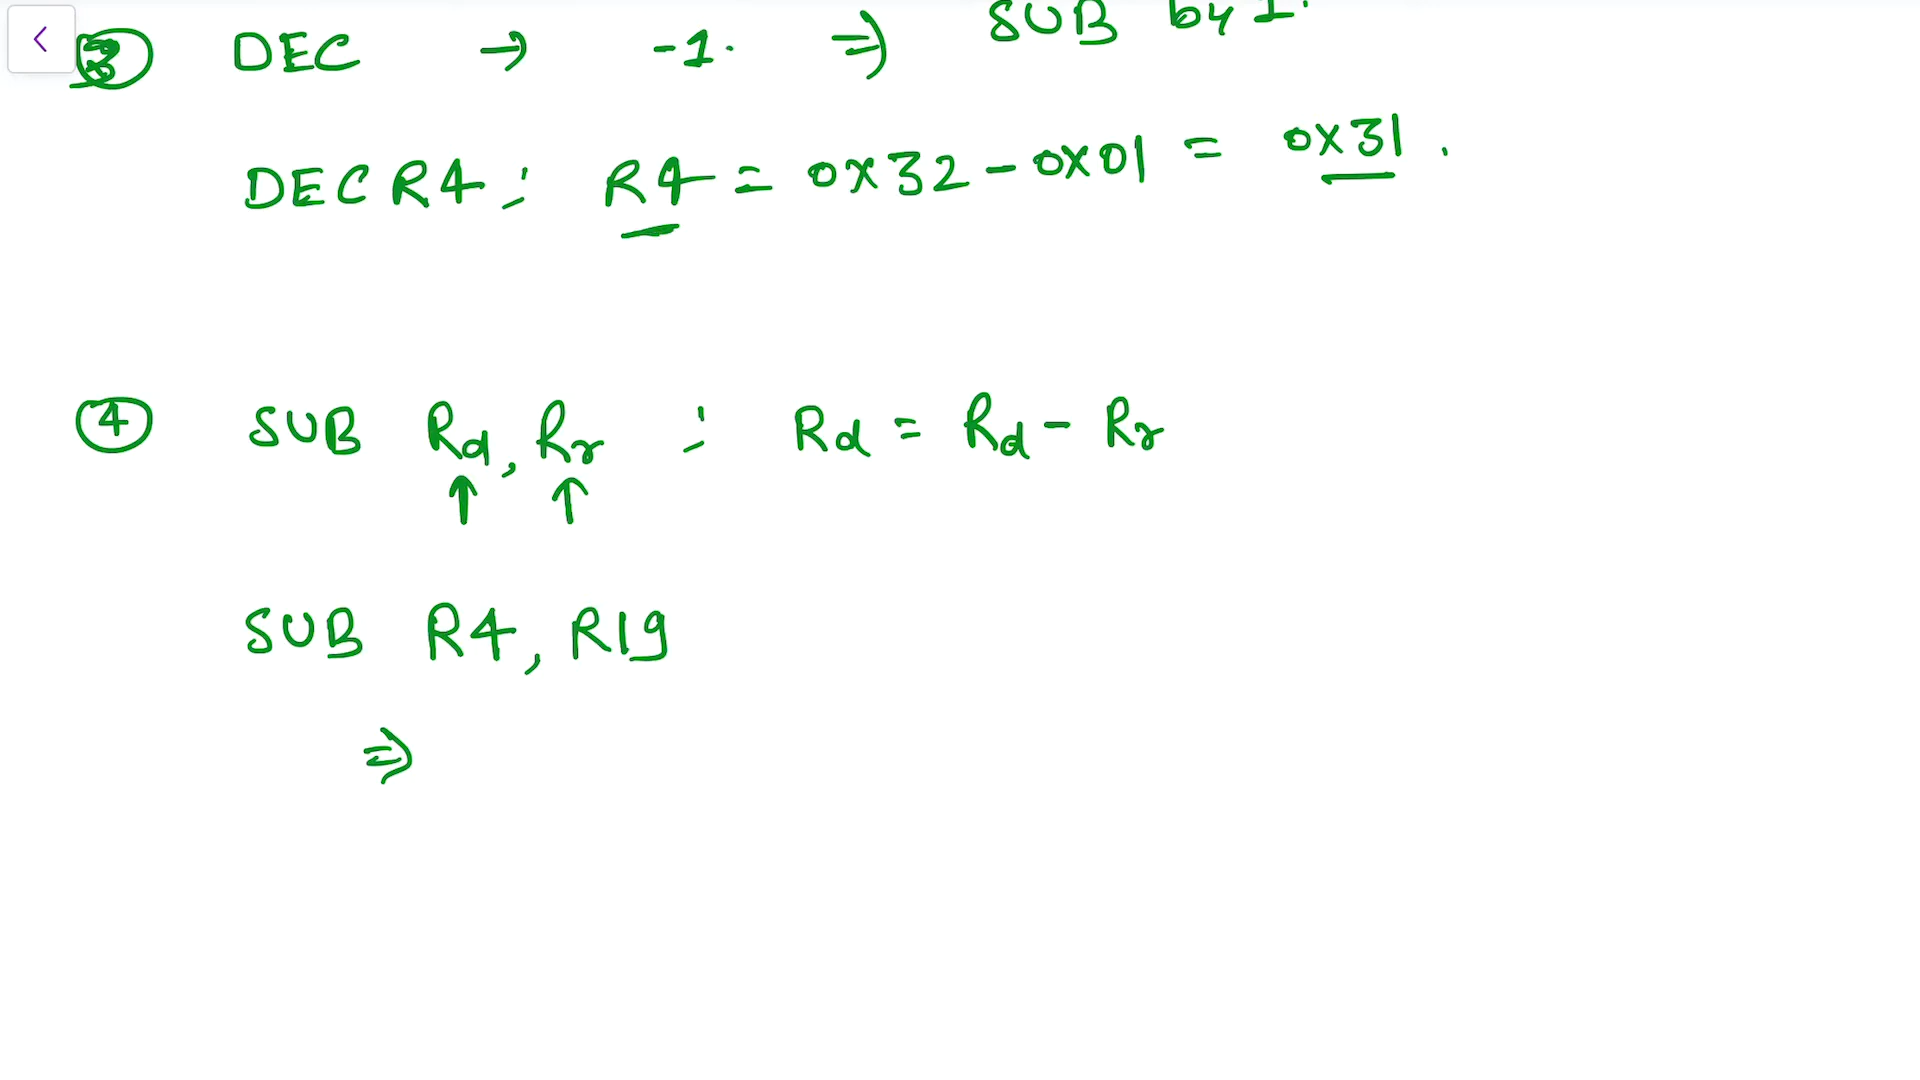 ③ DEC → -1. ⇒ SUB by 1.
DEC R4 : R4 = 0x32 - 0x01 = 0x31 .
④ SUB Rd, Rr : Rd = Rd - Rr
↑ ↑
SUB R4, R19
⇒